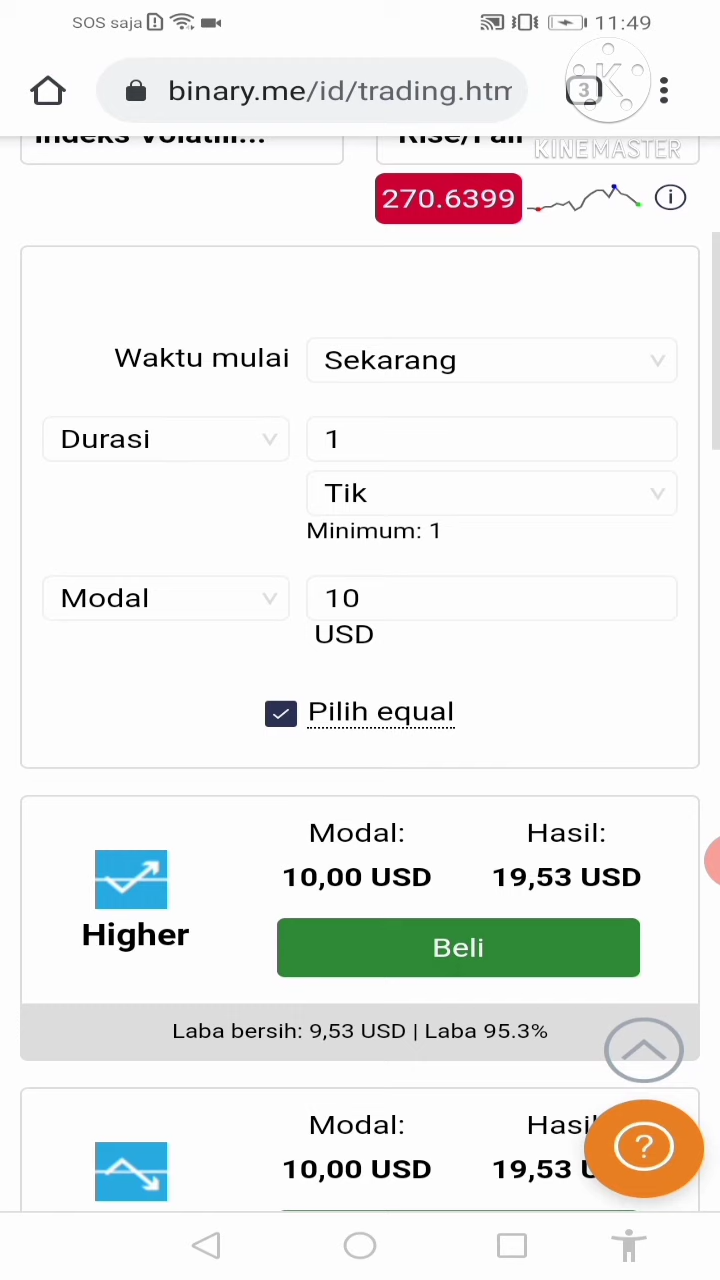 SOS saja 11:49
binary.me/id/trading.htm 3
Indeks Volatili... Rise/Fall
KINEMASTER
270.6399
Waktu mulai Sekarang
Durasi 1
Tik
Minimum: 1
Modal 10
USD
Pilih equal
Modal: Hasil:
10,00 USD 19,53 USD
Higher
Beli
Laba bersih: 9,53 USD | Laba 95.3%
Modal: Hasil
10,00 USD 19,53 U
?